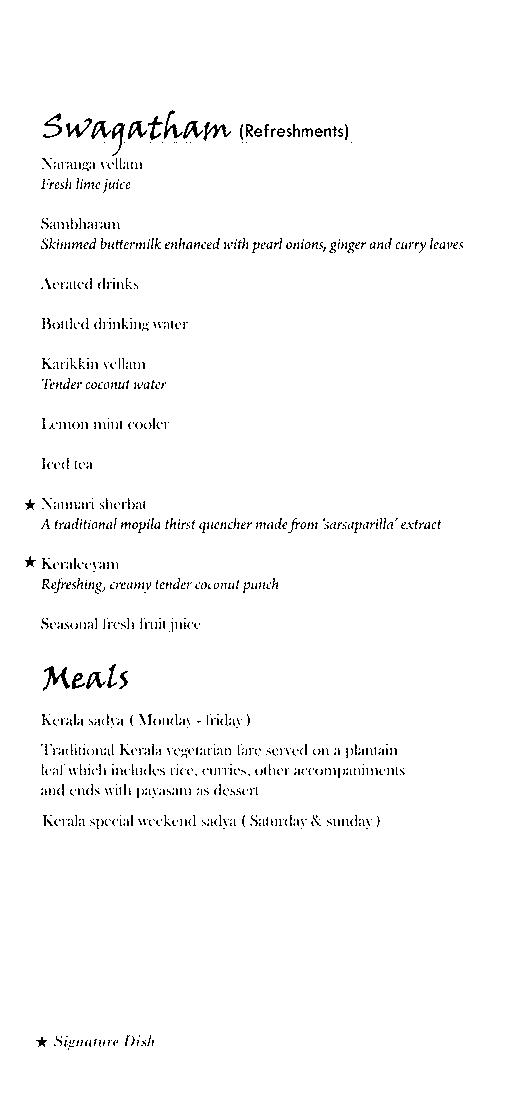 Swagatham (Refreshments)
Naranga vellam
Fresh lime juice
Sambharam
Skimmed buttermilk enhanced with pearl onions, ginger and curry leaves
Aerated drinks
Bottled drinking water
Karikkin vellam
Tender coconut water
Lemon mint cooler
Iced tea
★ Nannari sherbat
A traditional mopila thirst quencher made from 'sarsaparilla' extract
★ Keraleeyam
Refreshing, creamy tender coconut punch
Seasonal fresh fruit juice
Meals
Kerala sadya ( Monday - friday )
Traditional Kerala vegetarian fare served on a plantain
leaf which includes rice, curries, other accompaniments
and ends with payasam as dessert
Kerala special weekend sadya ( Saturday & sunday )
★ Signature Dish